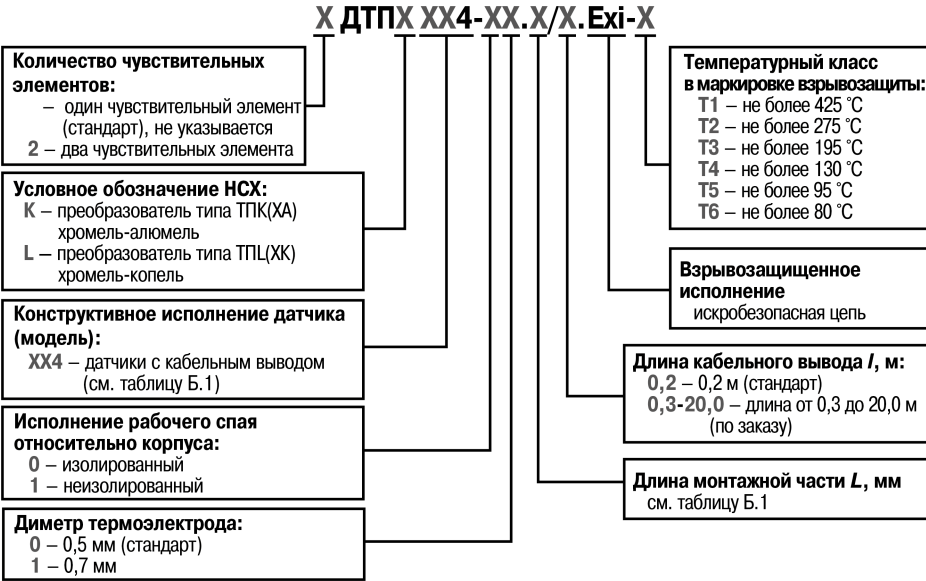 X ДТПX XX4-XX.X/X.Exi-X
Количество чувствительных
элементов:
– один чувствительный элемент
(стандарт), не указывается
2 – два чувствительных элемента
Условное обозначение НСХ:
K – преобразователь типа ТПК(ХА)
хромель-алюмель
L – преобразователь типа ТПL(ХК)
хромель-копель
Конструктивное исполнение датчика
(модель):
XX4 – датчики с кабельным выводом
(см. таблицу Б.1)
Исполнение рабочего спая
относительно корпуса:
0 – изолированный
1 – неизолированный
Диметр термоэлектрода:
0 – 0,5 мм (стандарт)
1 – 0,7 мм
Температурный класс
в маркировке взрывозащиты:
T1 – не более 425 °С
T2 – не более 275 °С
T3 – не более 195 °С
T4 – не более 130 °С
T5 – не более 95 °С
T6 – не более 80 °С
Взрывозащищенное
исполнение
искробезопасная цепь
Длина кабельного вывода l, м:
0,2 – 0,2 м (стандарт)
0,3-20,0 – длина от 0,3 до 20,0 м
(по заказу)
Длина монтажной части L, мм
см. таблицу Б.1